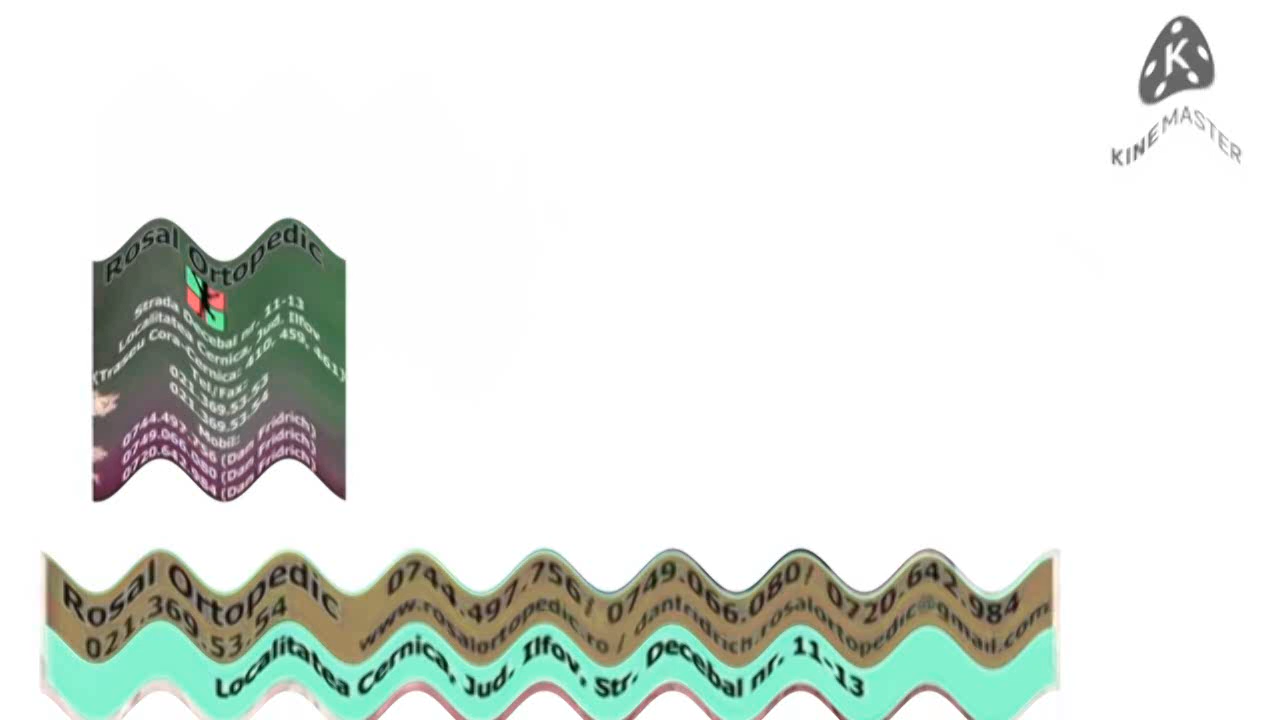 K
KINEMASTER
Rosal Ortopedic
Strada Decebal nr. 11-13
Localitatea Cernica, Jud. Ilfov
(Traseu Cora-Cernica: 410, 459, 461)
Tel/Fax:
021.369.53.53
021.369.53.54
Mobil:
0744.497.756 (Dan Fridrich)
0749.066.080 (Dan Fridrich)
0720.642.984 (Dan Fridrich)
Rosal Ortopedic 0744.497.756/ 0749.066.080/ 0720.642.984
021.369.53.54 www.rosalortopedic.ro / danfridrich.rosalortopedic@gmail.com
Localitatea Cernica, Jud. Ilfov, Str. Decebal nr. 11-13